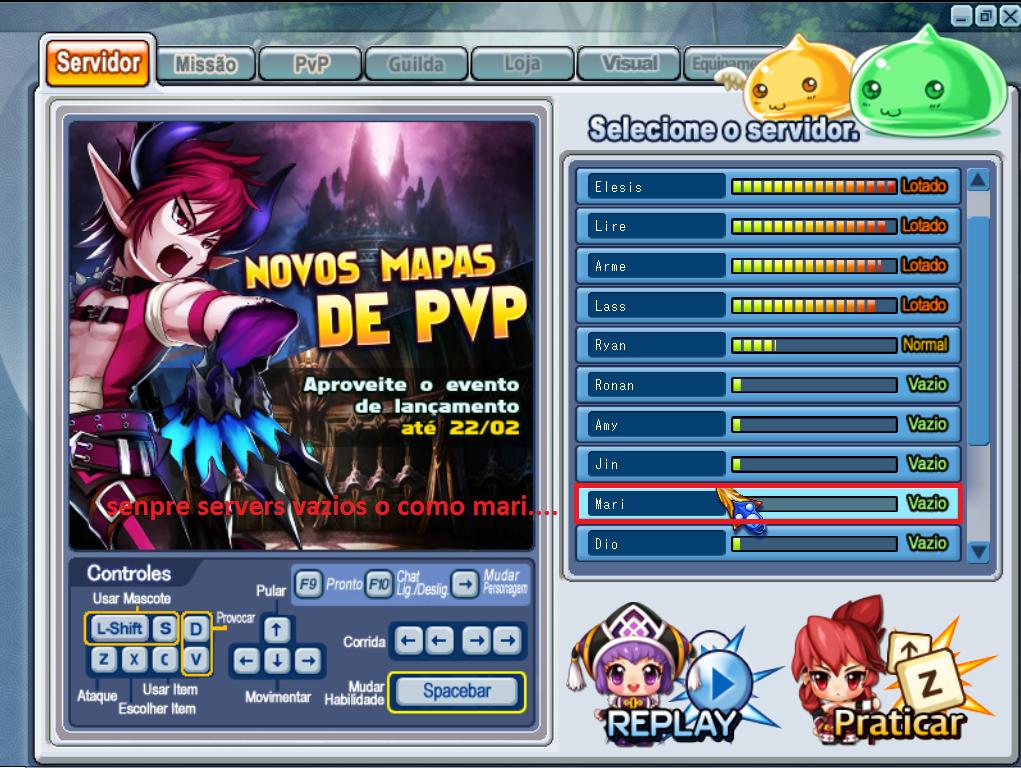 Servidor
Missão
PvP
Guilda
Loja
Visual
Equipame
Selecione o servidor.
NOVOS MAPAS
DE PVP
Aproveite o evento
de lançamento
até 22/02
senpre servers vazios o como mari....
Elesis Lotado
Lire Lotado
Arme Lotado
Lass Lotado
Ryan Normal
Ronan Vazio
Amy Vazio
Jin Vazio
Mari Vazio
Dio Vazio
Controles
Usar Mascote
L-Shift S D
Z X C V
Provocar
Ataque
Usar Item
Escolher Item
Pular
↑
← ↓ →
Movimentar
F9 Pronto F10 Chat Lig./Deslig. → Mudar Personagem
Corrida ← ← → →
Mudar
Habilidade
Spacebar
REPLAY
↑
Z
Praticar